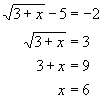 √(3 + x) − 5 = −2
√(3 + x) = 3
3 + x = 9
x = 6